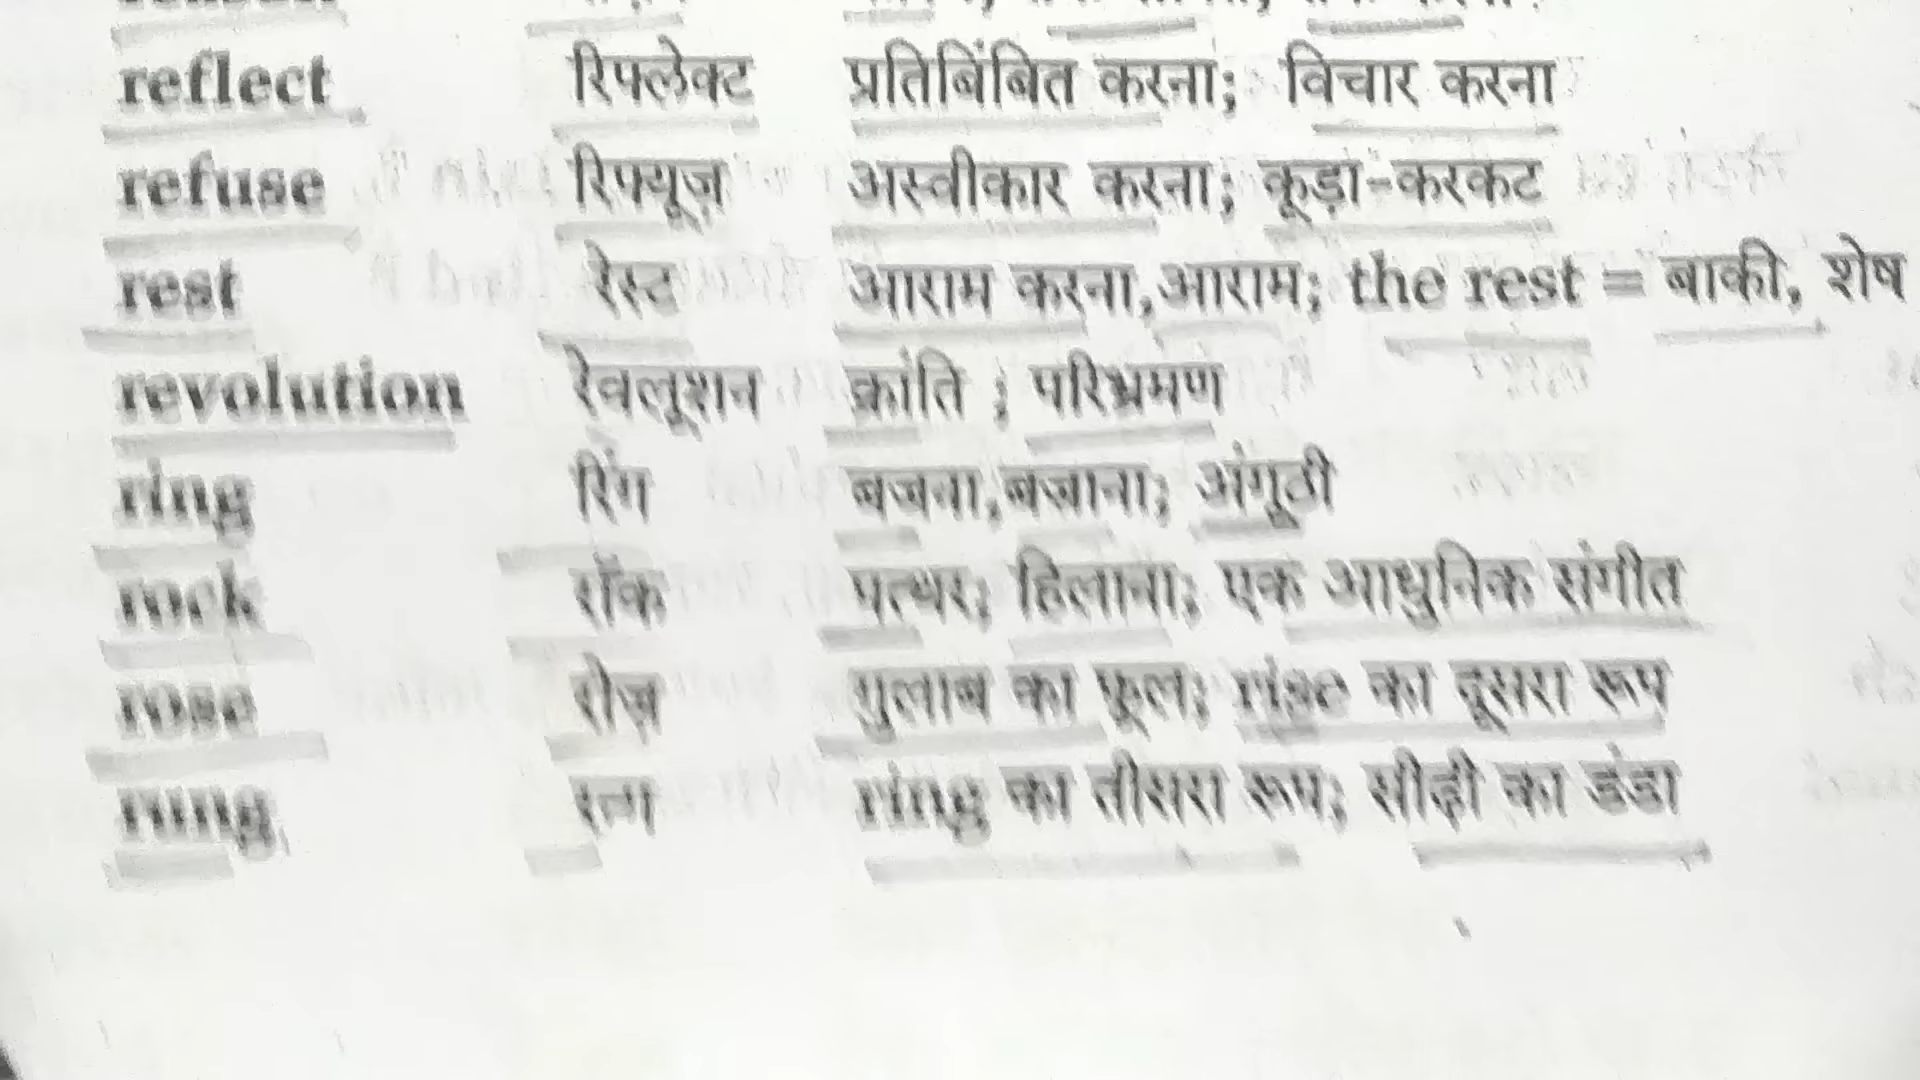 reflect रिफ्लेक्ट प्रतिबिंबित करना; विचार करना
refuse रिफ्यूज़ अस्वीकार करना; कूड़ा-करकट
rest रेस्ट आराम करना, आराम; the rest = बाकी, शेष
revolution रेवलूशन क्रांति ; परिभ्रमण
ring रिंग बजना, बजाना; अंगूठी
rock रॉक पत्थर; हिलाना; एक आधुनिक संगीत
rose रोज़ गुलाब का फूल; rise का दूसरा रूप
rung रन्ग ring का तीसरा रूप; सीढ़ी का डंडा